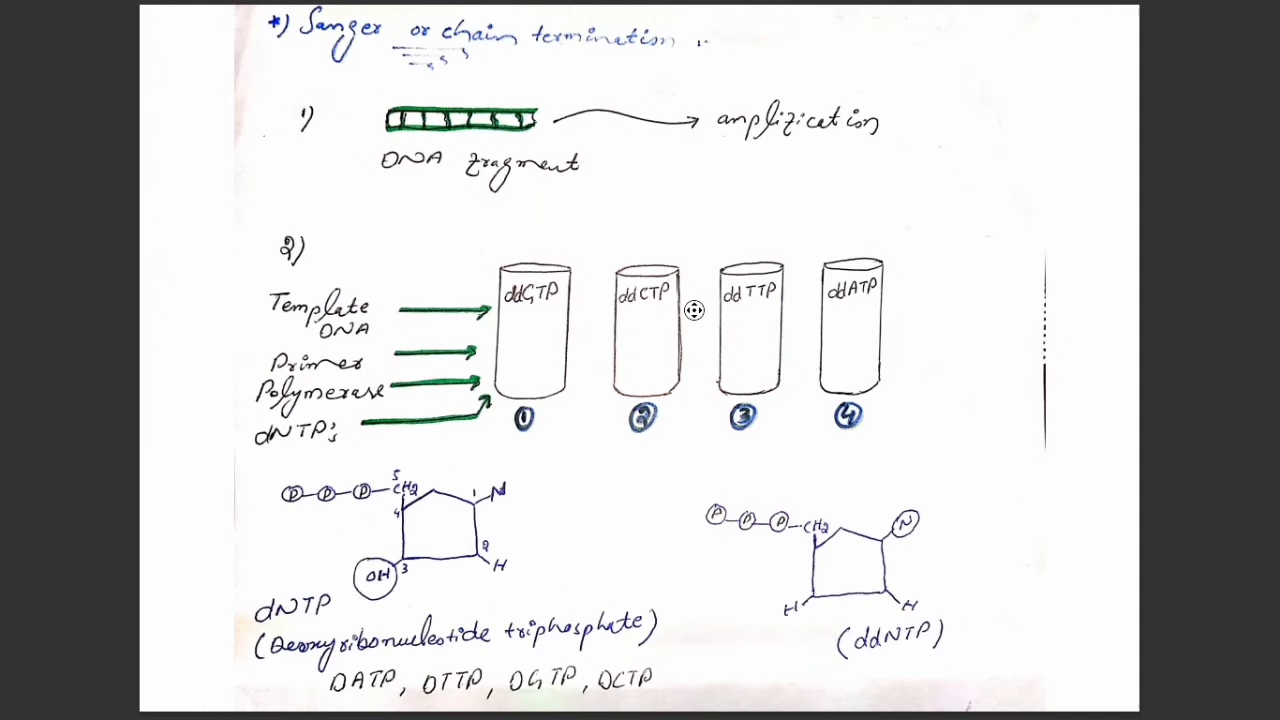 *) Sanger or chain termination :-
1)
amplification
DNA fragment
2)
ddGTP ddCTP ddTTP ddATP
Template
DNA
Primer
Polymerase
dNTP's
1 2 3 4
P-P-P-CH2 5
4
1 N
3
2
OH
H
P-P-P-CH2
N
H H
dNTP
(Deoxyribonucleotide triphosphate)
(ddNTP)
DATP, DTTP, DGTP, DCTP